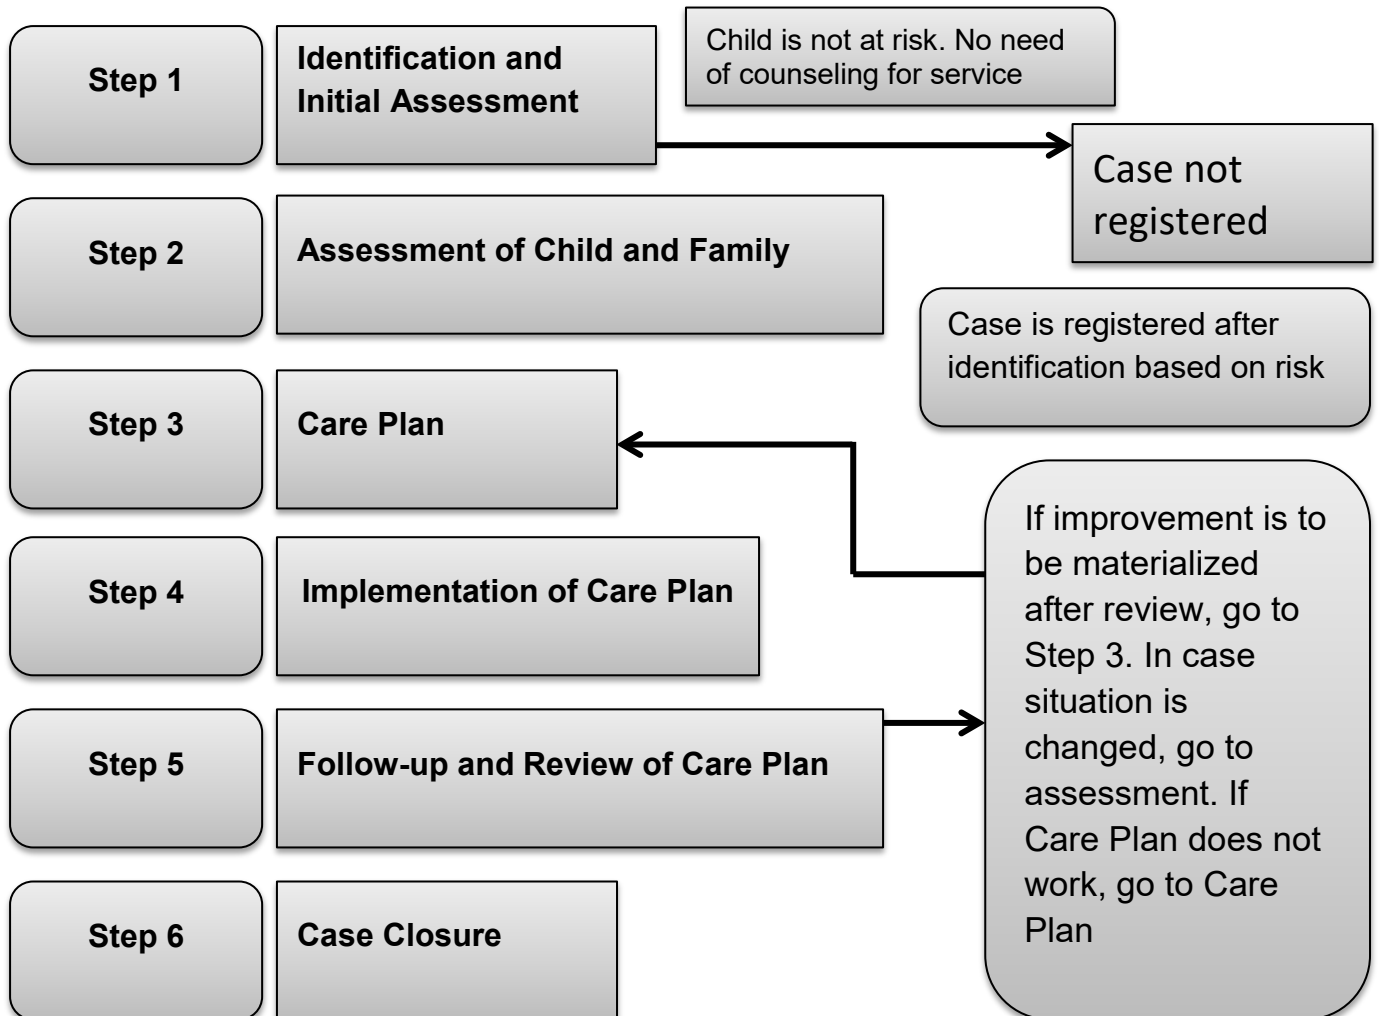 Step 1
Identification and
Initial Assessment
Child is not at risk. No need
of counseling for service
Case not
registered
Step 2
Assessment of Child and Family
Case is registered after
identification based on risk
Step 3
Care Plan
Step 4
Implementation of Care Plan
If improvement is to
be materialized
after review, go to
Step 3. In case
situation is
changed, go to
assessment. If
Care Plan does not
work, go to Care
Plan
Step 5
Follow-up and Review of Care Plan
Step 6
Case Closure